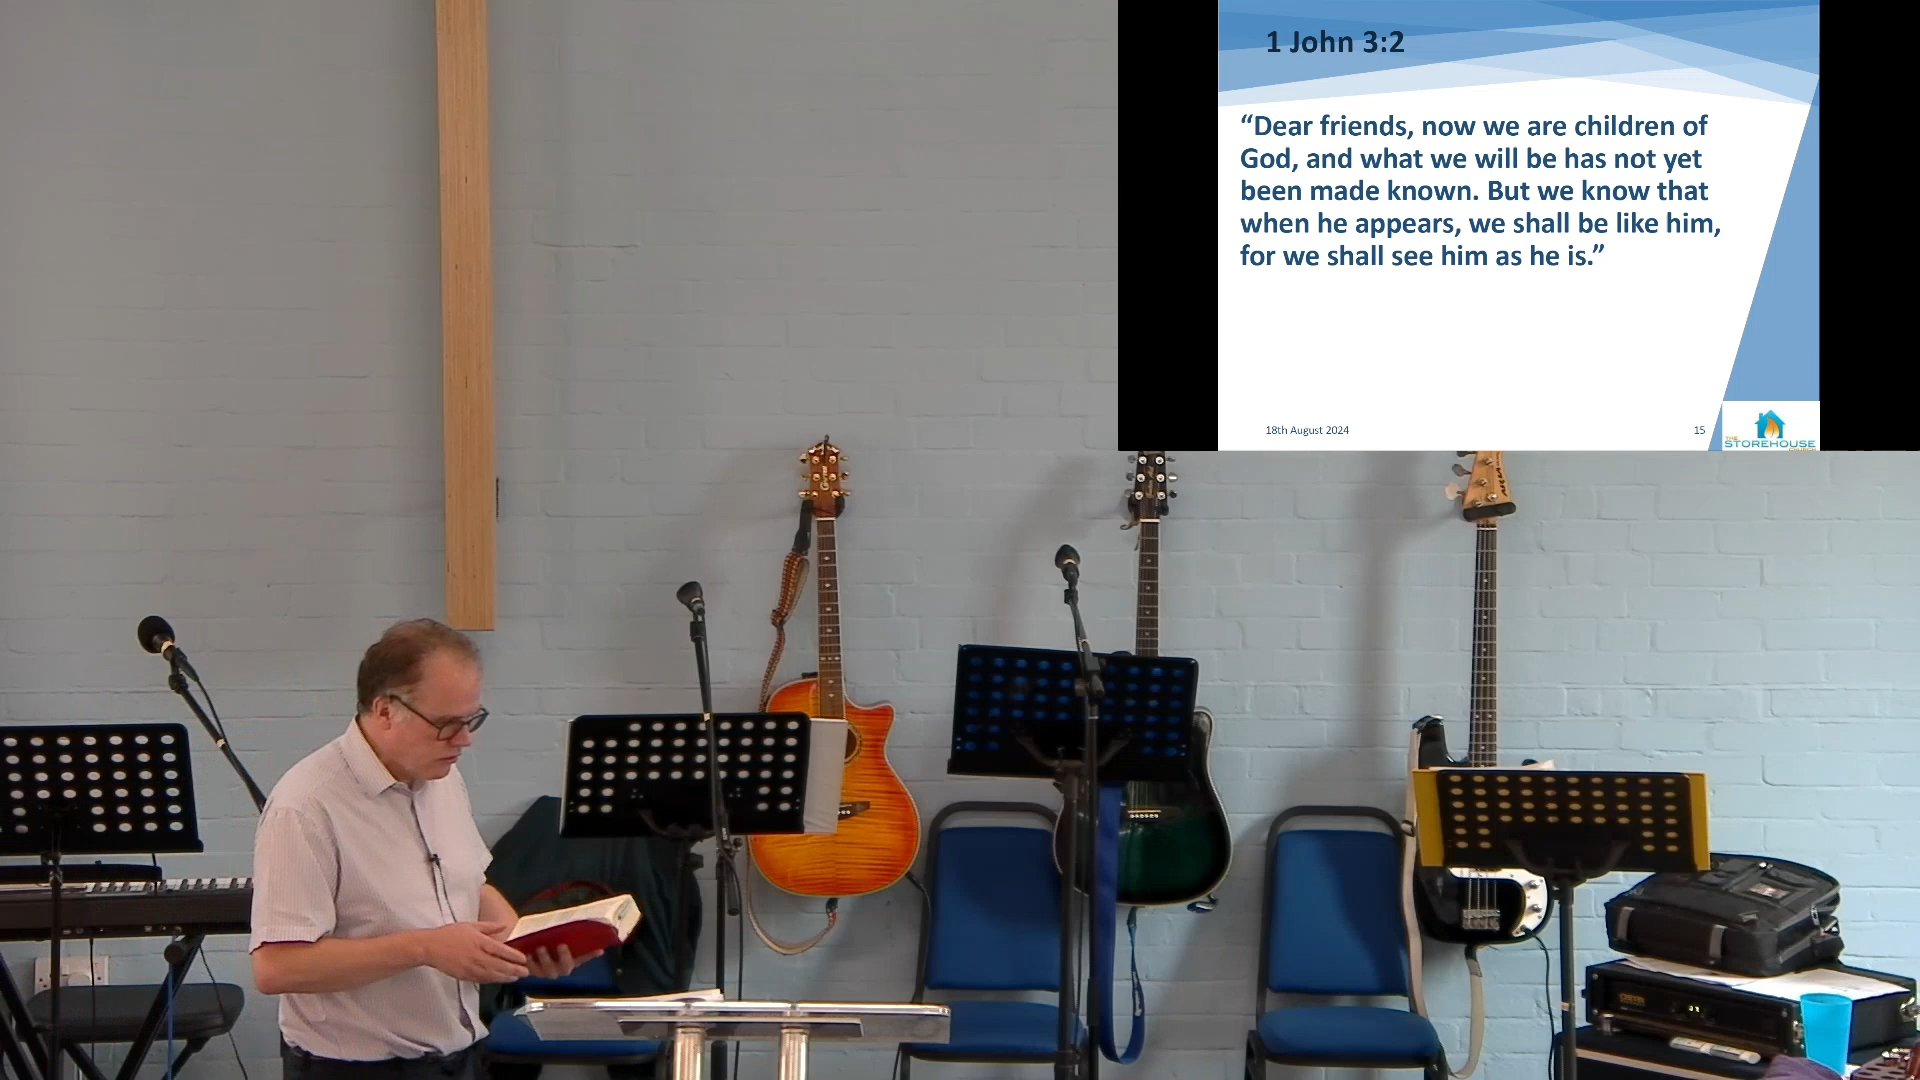 1 John 3:2
“Dear friends, now we are children of
God, and what we will be has not yet
been made known. But we know that
when he appears, we shall be like him,
for we shall see him as he is.”
18th August 2024
15
THE
STOREHOUSE